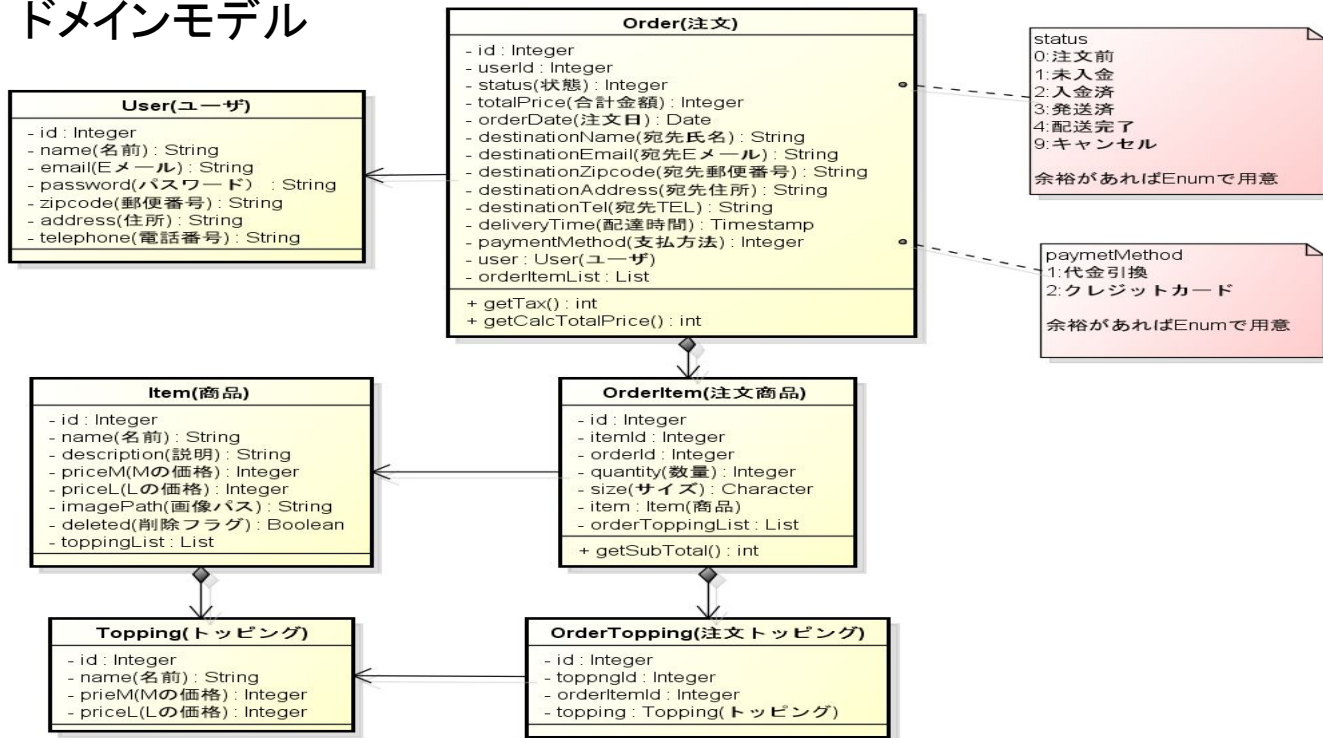 ドメインモデル
User(ユーザ)
- id : Integer
- name(名前) : String
- email(Eメール) : String
- password(パスワード） : String
- zipcode(郵便番号) : String
- address(住所) : String
- telephone(電話番号) : String
Order(注文)
- id : Integer
- userId : Integer
- status(状態) : Integer
- totalPrice(合計金額) : Integer
- orderDate(注文日) : Date
- destinationName(宛先氏名) : String
- destinationEmail(宛先Eメール) : String
- destinationZipcode(宛先郵便番号) : String
- destinationAddress(宛先住所) : String
- destinationTel(宛先TEL) : String
- deliveryTime(配達時間) : Timestamp
- paymentMethod(支払方法) : Integer
- user : User(ユーザ)
- orderItemList : List
+ getTax() : int
+ getCalcTotalPrice() : int
status
0:注文前
1:未入金
2:入金済
3:発送済
4:配送完了
9:キャンセル
余裕があればEnumで用意
paymetMethod
1:代金引換
2:クレジットカード
余裕があればEnumで用意
Item(商品)
- id : Integer
- name(名前) : String
- description(説明) : String
- priceM(Mの価格) : Integer
- priceL(Lの価格) : Integer
- imagePath(画像パス) : String
- deleted(削除フラグ) : Boolean
- toppingList : List
OrderItem(注文商品)
- id : Integer
- itemId : Integer
- orderId : Integer
- quantity(数量) : Integer
- size(サイズ) : Character
- item : Item(商品)
- orderToppingList : List
+ getSubTotal() : int
Topping(トッピング)
- id : Integer
- name(名前) : String
- prieM(Mの価格) : Integer
- priceL(Lの価格) : Integer
OrderTopping(注文トッピング)
- id : Integer
- toppngId : Integer
- orderItemId : Integer
- topping : Topping(トッピング)